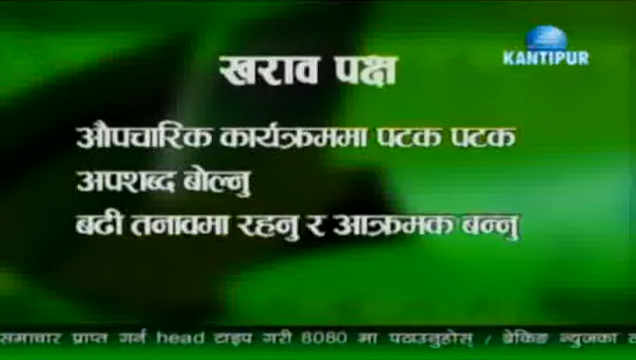 KANTIPUR
खराव पक्ष
औपचारिक कार्यक्रममा पटक पटक
अपशब्द बोल्नु
बढी तनावमा रहनु र आक्रमक बन्नु
समाचार प्राप्त गर्न head टाइप गरी 8080 मा पठाउनुहोस् / ब्रेकिङ न्युजका